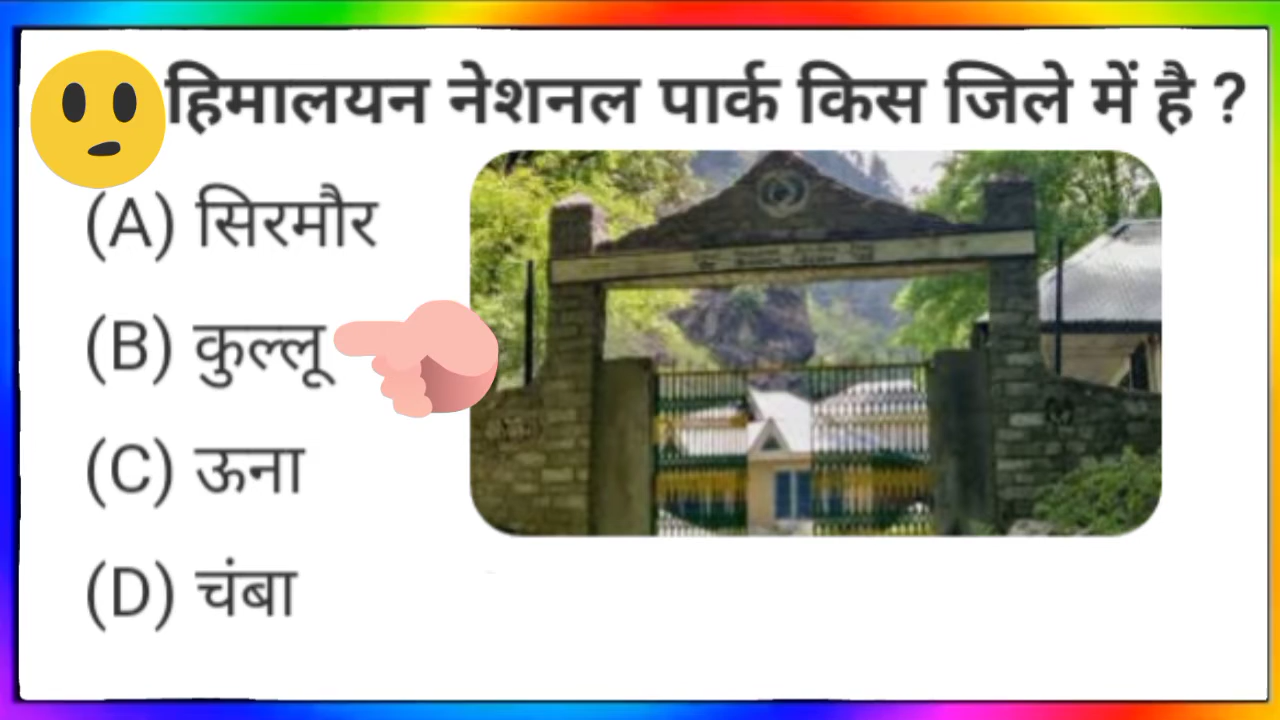 हिमालयन नेशनल पार्क किस जिले में है ?
(A) सिरमौर
(B) कुल्लू
(C) ऊना
(D) चंबा